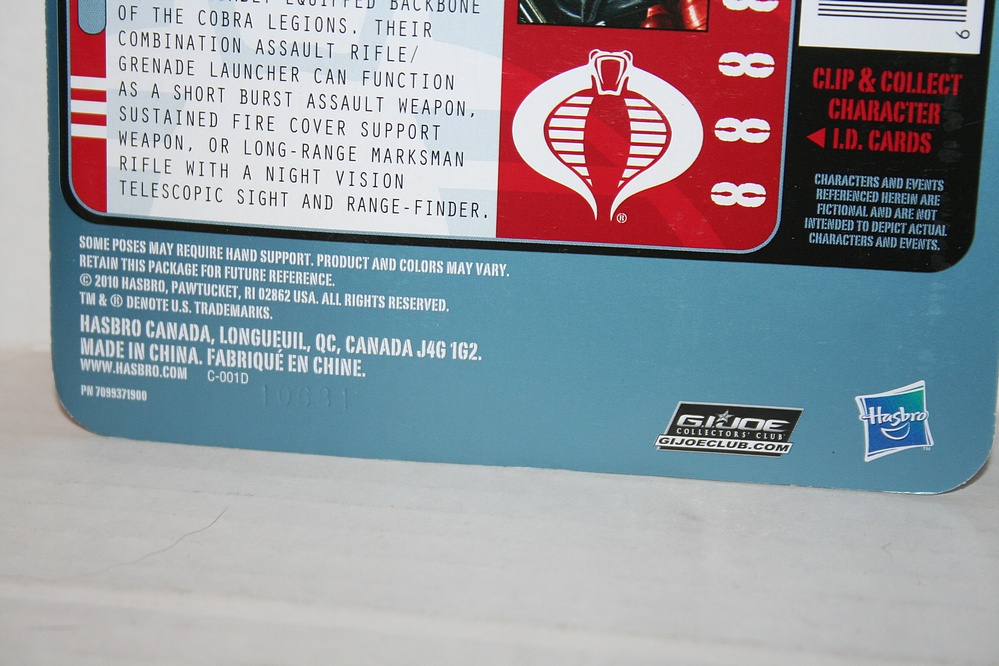 EQUIPPED BACKBONE
OF THE COBRA LEGIONS. THEIR
COMBINATION ASSAULT RIFLE/
GRENADE LAUNCHER CAN FUNCTION
AS A SHORT BURST ASSAULT WEAPON,
SUSTAINED FIRE COVER SUPPORT
WEAPON, OR LONG-RANGE MARKSMAN
RIFLE WITH A NIGHT VISION
TELESCOPIC SIGHT AND RANGE-FINDER.
®
6
CLIP & COLLECT
CHARACTER
I.D. CARDS
CHARACTERS AND EVENTS
REFERENCED HEREIN ARE
FICTIONAL AND ARE NOT
INTENDED TO DEPICT ACTUAL
CHARACTERS AND EVENTS.
SOME POSES MAY REQUIRE HAND SUPPORT. PRODUCT AND COLORS MAY VARY.
RETAIN THIS PACKAGE FOR FUTURE REFERENCE.
© 2010 HASBRO, PAWTUCKET, RI 02862 USA. ALL RIGHTS RESERVED.
TM & ® DENOTE U.S. TRADEMARKS.
HASBRO CANADA, LONGUEUIL, QC, CANADA J4G 1G2.
MADE IN CHINA. FABRIQUÉ EN CHINE.
WWW.HASBRO.COM C-001D
PN 7099371900
10631
G.I. JOE
COLLECTORS' CLUB
GIJOECLUB.COM
Hasbro
TM